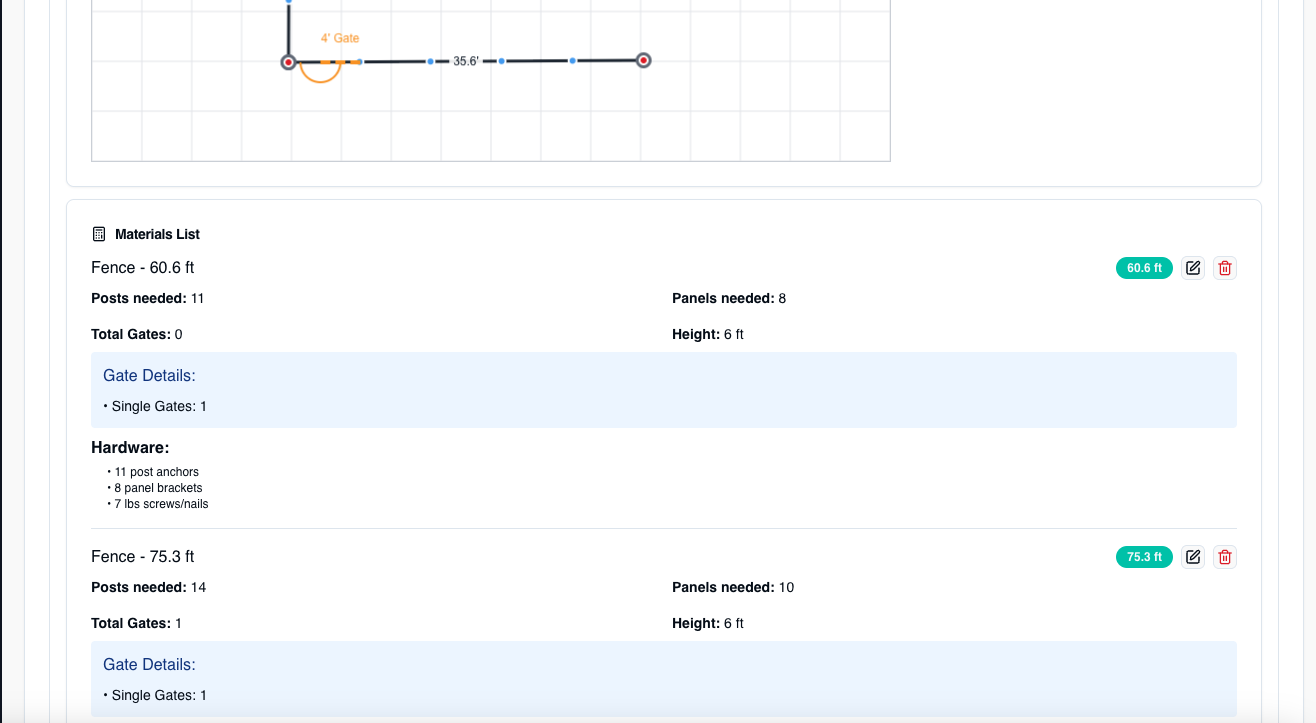 4' Gate
35.6'
Materials List
Fence - 60.6 ft
60.6 ft
Posts needed: 11
Panels needed: 8
Total Gates: 0
Height: 6 ft
Gate Details:
• Single Gates: 1
Hardware:
• 11 post anchors
• 8 panel brackets
• 7 lbs screws/nails
Fence - 75.3 ft
75.3 ft
Posts needed: 14
Panels needed: 10
Total Gates: 1
Height: 6 ft
Gate Details:
• Single Gates: 1